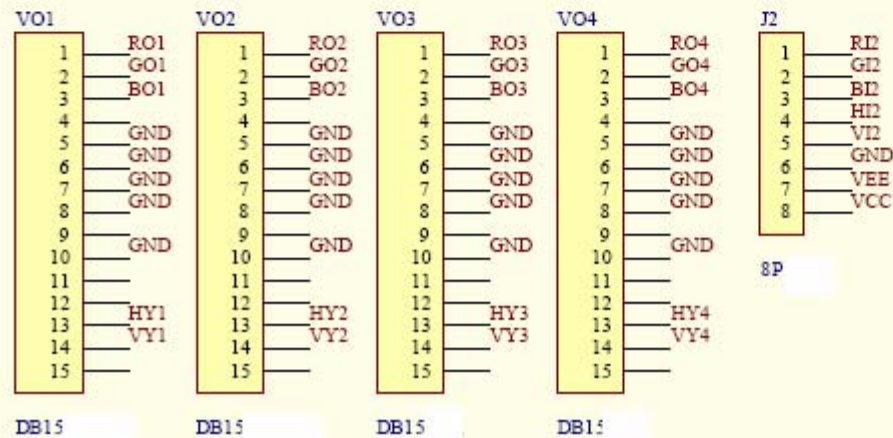 VO1 VO2 VO3 VO4 J2
1 RO1 1 RO2 1 RO3 1 RO4 1 RI2
2 GO1 2 GO2 2 GO3 2 GO4 2 GI2
3 BO1 3 BO2 3 BO3 3 BO4 3 BI2
4 4 4 4 4 HI2
5 GND 5 GND 5 GND 5 GND 5 VI2
6 GND 6 GND 6 GND 6 GND 6 GND
7 GND 7 GND 7 GND 7 GND 7 VEE
8 GND 8 GND 8 GND 8 GND 8 VCC
9 9 9 9
10 GND 10 GND 10 GND 10 GND
11 11 11 11 8P
12 12 12 12
13 HY1 13 HY2 13 HY3 13 HY4
14 VY1 14 VY2 14 VY3 14 VY4
15 15 15 15
DB15 DB15 DB15 DB15